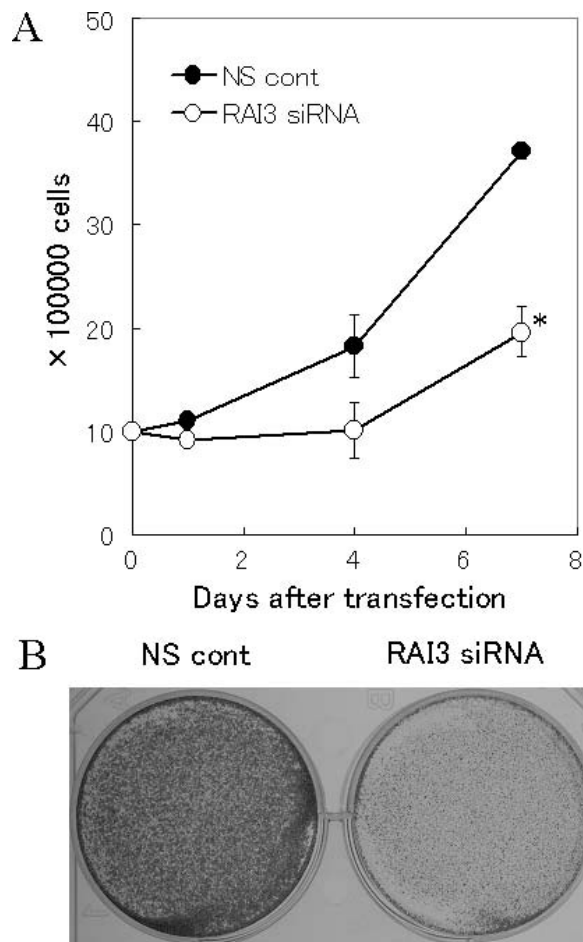 A
50
NS cont
RAI3 siRNA
40
30
20
*
10
0
× 100000 cells
0 2 4 6 8
Days after transfection
B
NS cont RAI3 siRNA